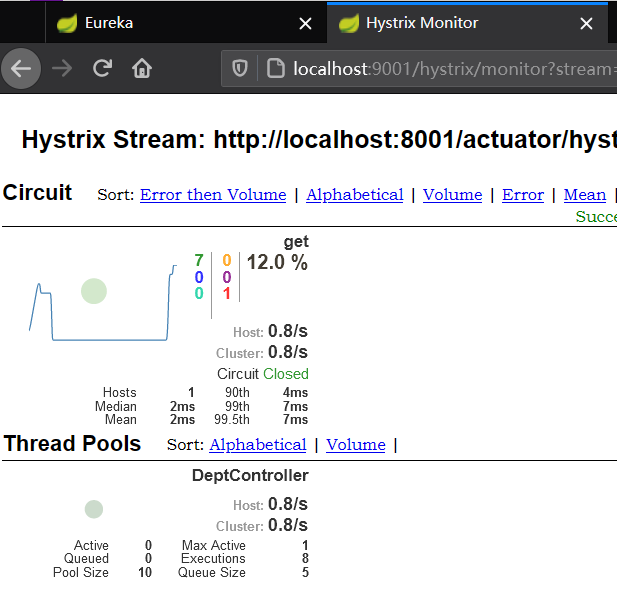 Eureka
Hystrix Monitor
localhost:9001/hystrix/monitor?stream=
Hystrix Stream: http://localhost:8001/actuator/hyst
Circuit Sort: Error then Volume | Alphabetical | Volume | Error | Mean |
Succe
get
7 0 12.0 %
0 0
0 1
Host: 0.8/s
Cluster: 0.8/s
Circuit Closed
Hosts 1 90th 4ms
Median 2ms 99th 7ms
Mean 2ms 99.5th 7ms
Thread Pools Sort: Alphabetical | Volume |
DeptController
Host: 0.8/s
Cluster: 0.8/s
Active 0 Max Active 1
Queued 0 Executions 8
Pool Size 10 Queue Size 5